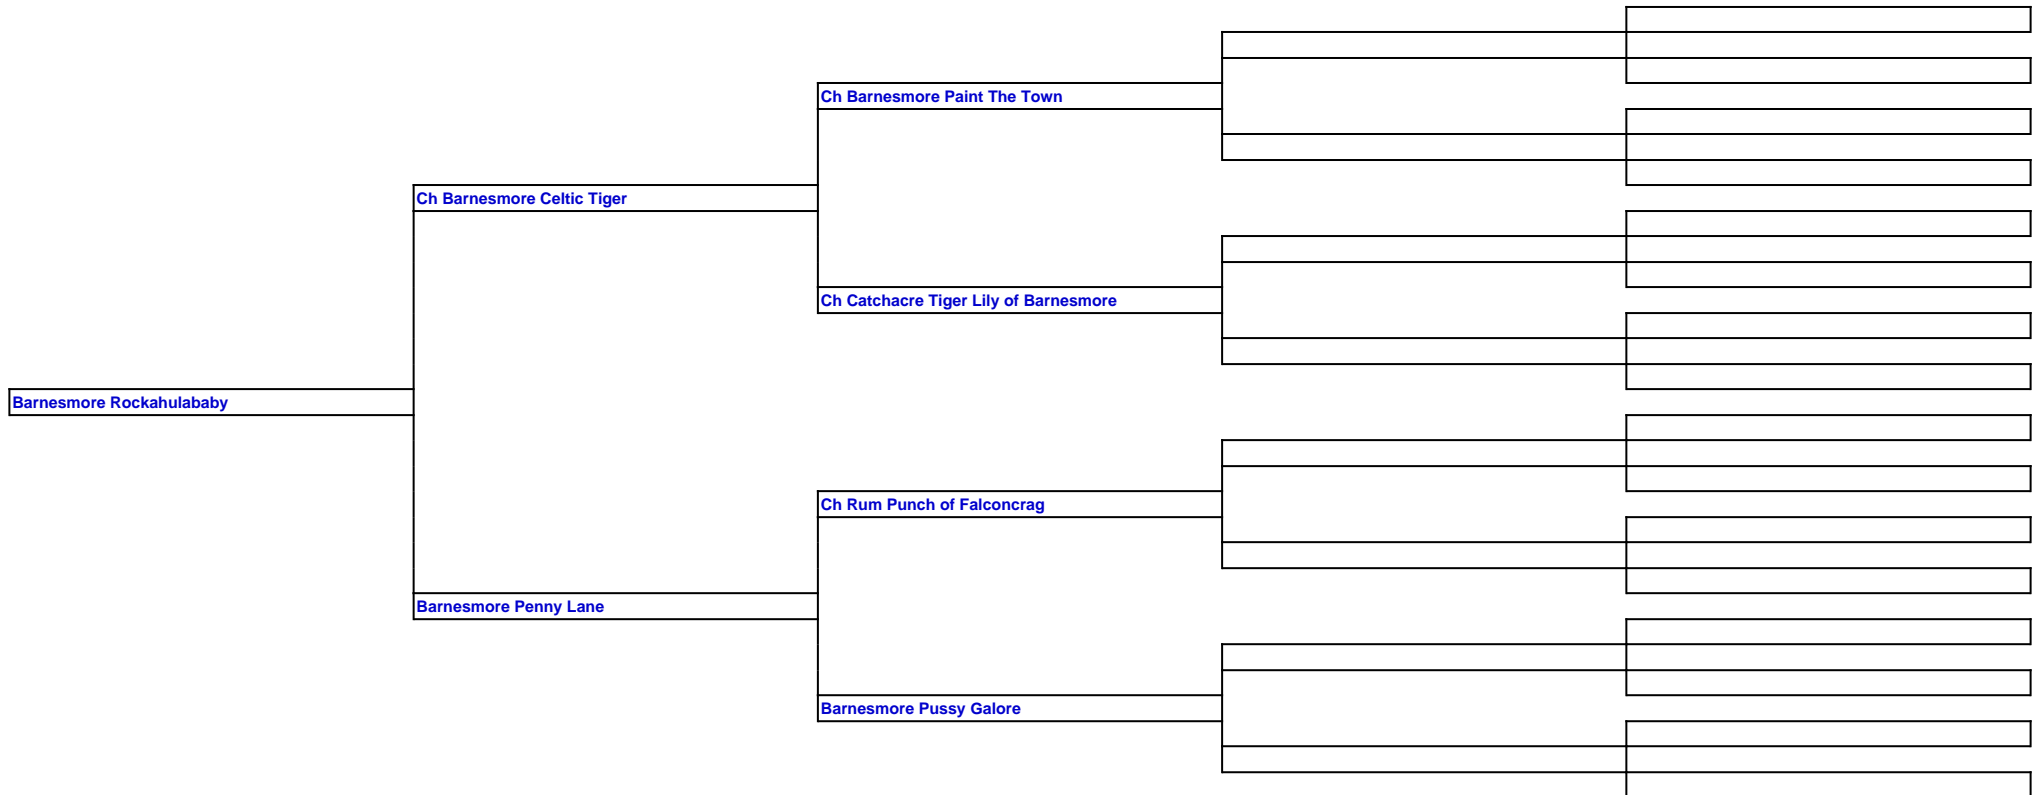 Ch Barnesmore Paint The Town
Ch Barnesmore Celtic Tiger
Ch Catchacre Tiger Lily of Barnesmore
Barnesmore Rockahulababy
Ch Rum Punch of Falconcrag
Barnesmore Penny Lane
Barnesmore Pussy Galore